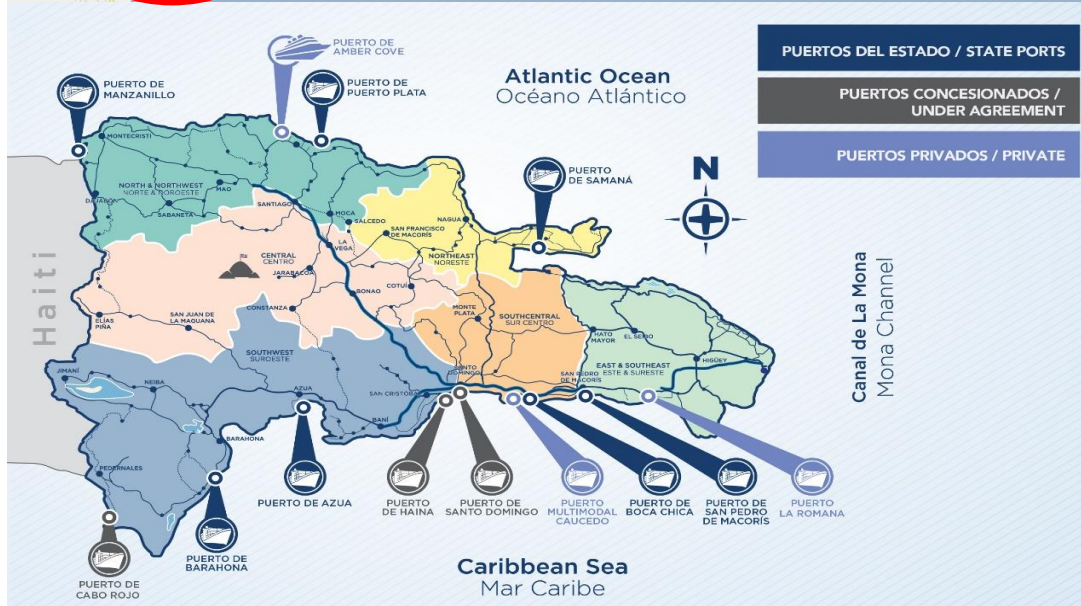 PUERTO DE
AMBER COVE
PUERTO DE
MANZANILLO
PUERTO DE
PUERTO PLATA
Atlantic Ocean
Océano Atlántico
PUERTOS DEL ESTADO / STATE PORTS
PUERTOS CONCESIONADOS /
UNDER AGREEMENT
PUERTOS PRIVADOS / PRIVATE
PUERTO
DE SAMANÁ
N
MONTECRISTI
NORTH & NORTHWEST
NORTE & NOROESTE
MAO
SABANETA
SANTIAGO
MOCA
SALCEDO
NAGUA
SAN FRANCISCO
DE MACORÍS
NORTHEAST
NORESTE
LA
VEGA
CENTRAL
CENTRO
JARABACOA
COTUÍ
BONAO
CONSTANZA
Haiti
ELÍAS
PIÑA
SAN JUAN DE
LA MAGUANA
MONTE
PLATA
SOUTHCENTRAL
SUR CENTRO
HATO
MAYOR
EL SEIBO
HIGÜEY
EAST & SOUTHEAST
ESTE & SURESTE
Canal de La Mona
Mona Channel
SOUTHWEST
SUROESTE
JIMANÍ
NEIBA
AZUA
SAN CRISTÓBAL
SANTO
DOMINGO
SAN PEDRO
DE MACORÍS
BANÍ
BARAHONA
PEDERNALES
PUERTO DE AZUA
PUERTO
DE HAINA
PUERTO DE
SANTO DOMINGO
PUERTO
MULTIMODAL
CAUCEDO
PUERTO DE
BOCA CHICA
PUERTO DE
SAN PEDRO
DE MACORÍS
PUERTO
LA ROMANA
PUERTO DE
BARAHONA
PUERTO DE
CABO ROJO
Caribbean Sea
Mar Caribe